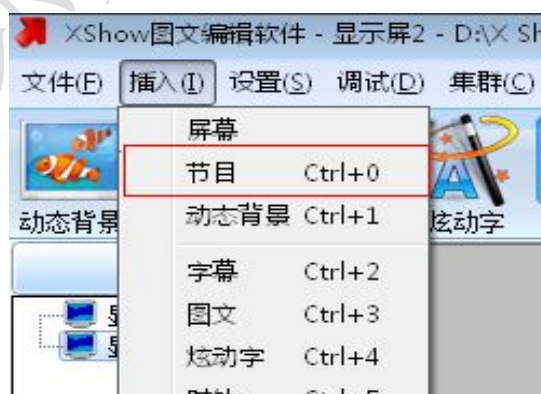 XShow图文编辑软件 - 显示屏2 - D:\X Sh
文件(F) 插入(I) 设置(S) 调试(D) 集群(C)
屏幕
节目 Ctrl+0
动态背景 Ctrl+1
动态背景 炫动字
字幕 Ctrl+2
图文 Ctrl+3
炫动字 Ctrl+4